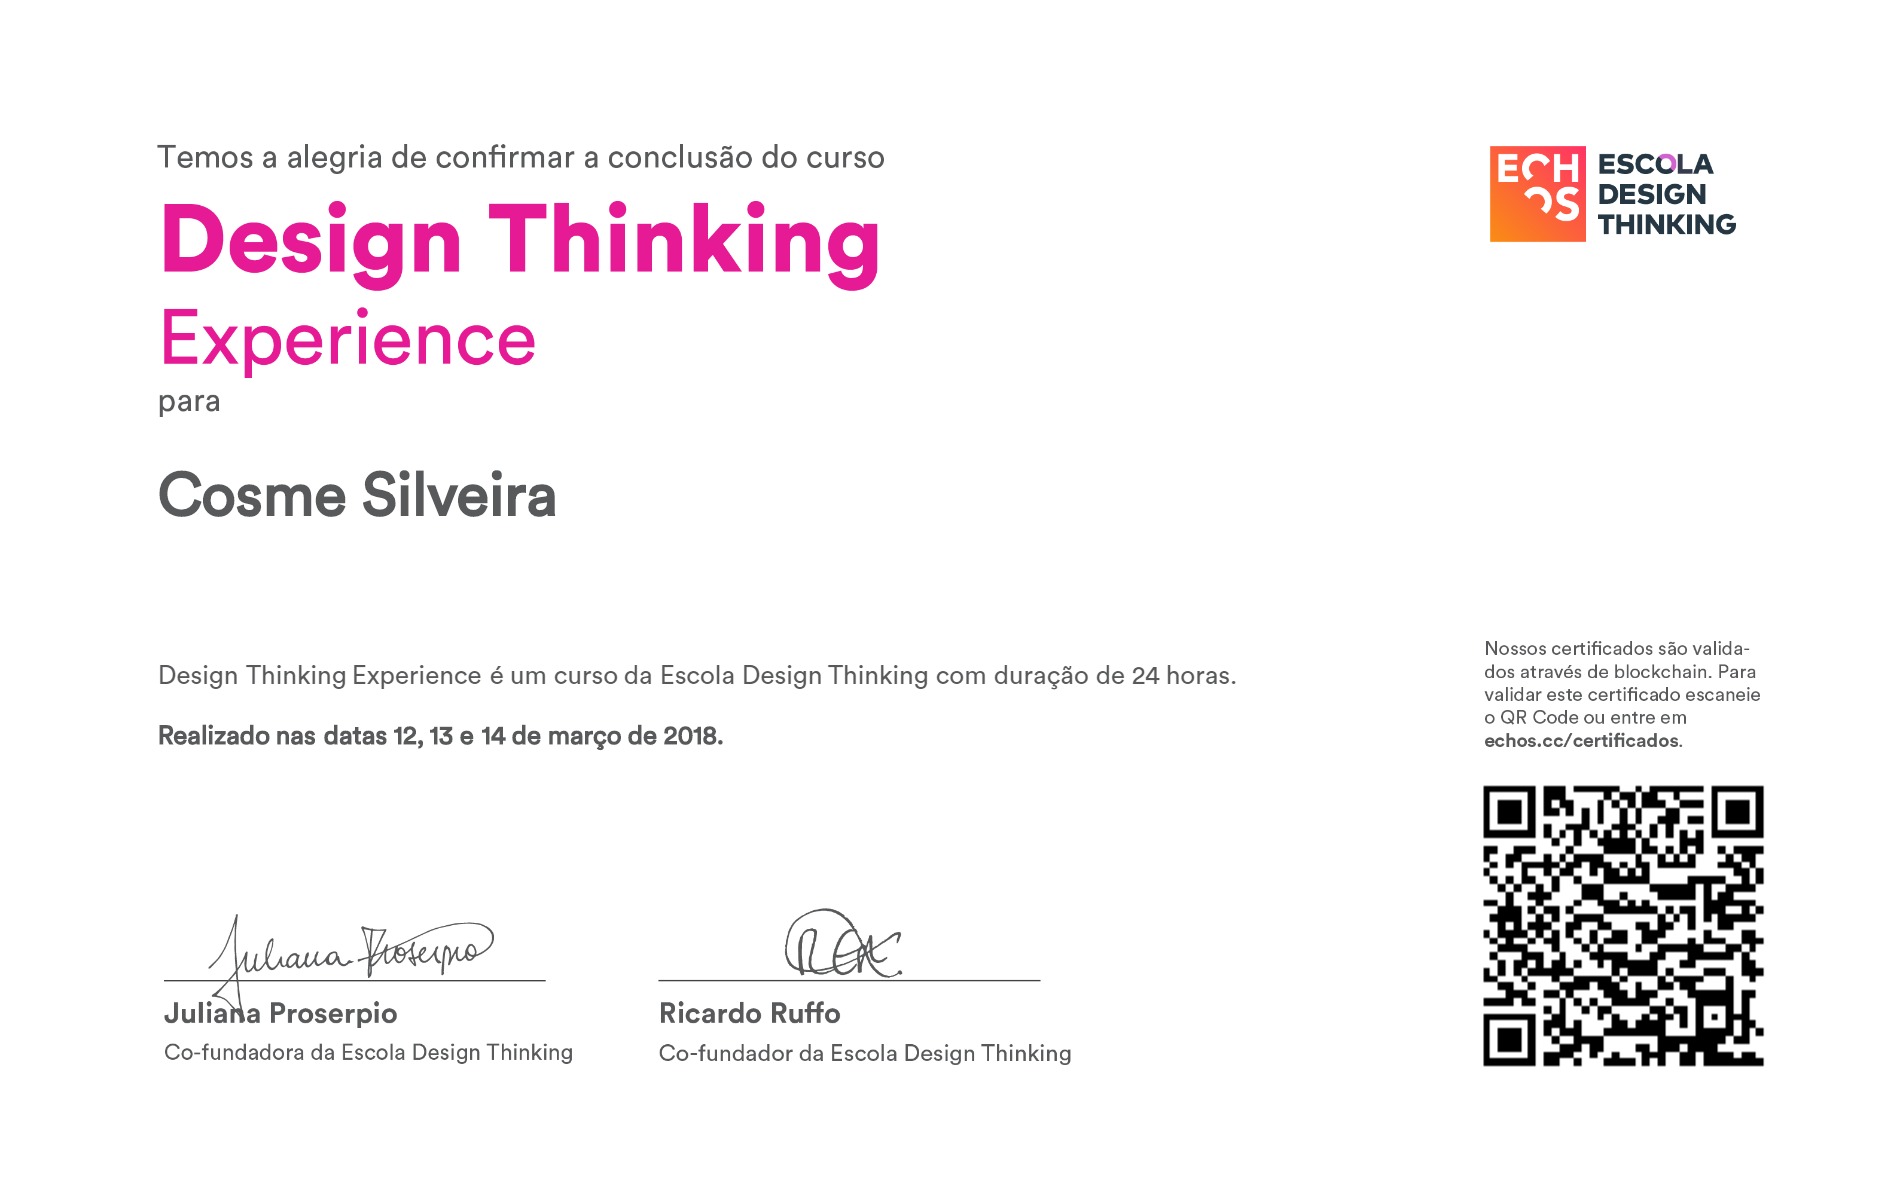 Temos a alegria de confirmar a conclusão do curso
Design Thinking
Experience
para
Cosme Silveira
ECH
OS
ESCOLA
DESIGN
THINKING
Design Thinking Experience é um curso da Escola Design Thinking com duração de 24 horas.
Realizado nas datas 12, 13 e 14 de março de 2018.
Nossos certificados são valida-
dos através de blockchain. Para
validar este certificado escaneie
o QR Code ou entre em
echos.cc/certificados.
Juliana Proserpio
Juliana Proserpio
Co-fundadora da Escola Design Thinking
Ricardo Ruffo
Co-fundador da Escola Design Thinking